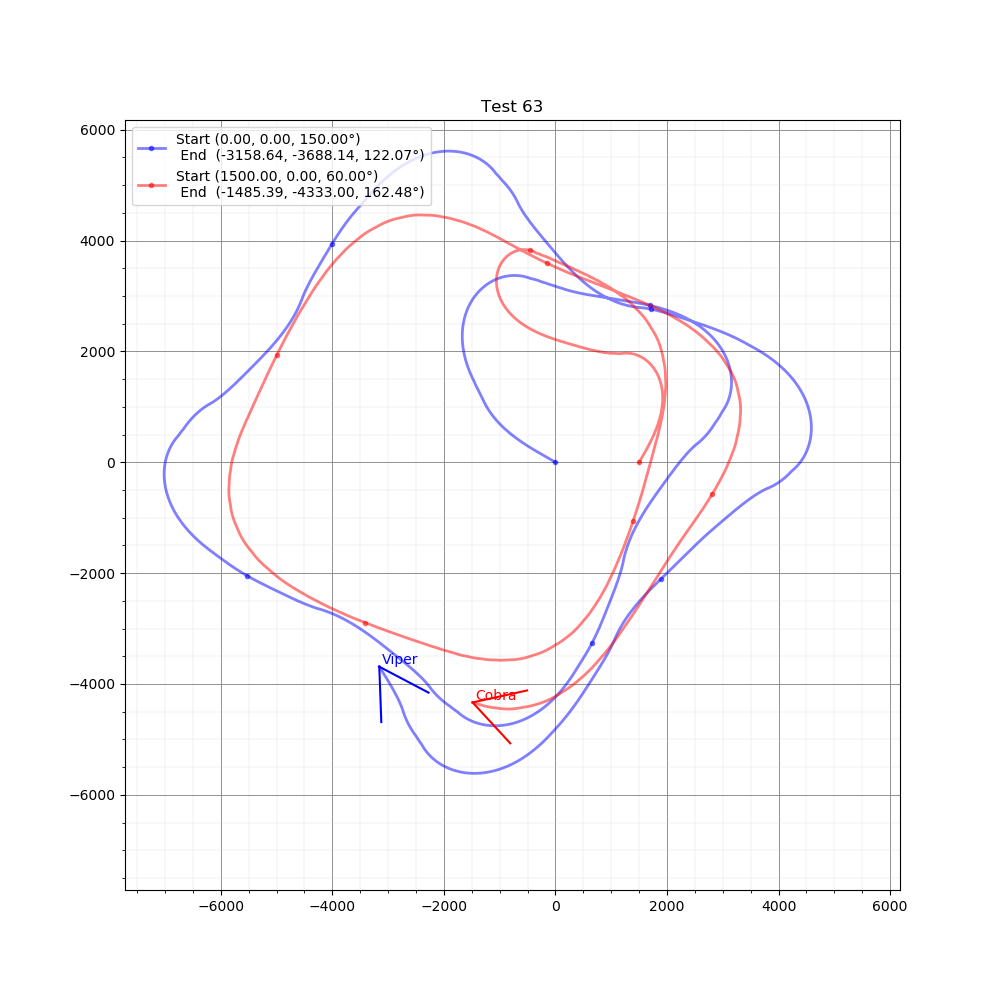 Test 63
Start (0.00, 0.00, 150.00°)
End (-3158.64, -3688.14, 122.07°)
Start (1500.00, 0.00, 60.00°)
End (-1485.39, -4333.00, 162.48°)
6000
4000
2000
0
−2000
−4000
−6000
Viper
Cobra
−6000 −4000 −2000 0 2000 4000 6000